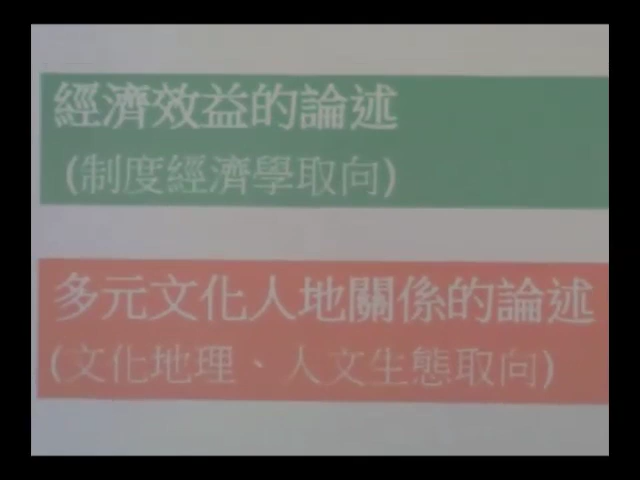 經濟效益的論述
(制度經濟學取向)
多元文化人地關係的論述
(文化地理、人文生態取向)